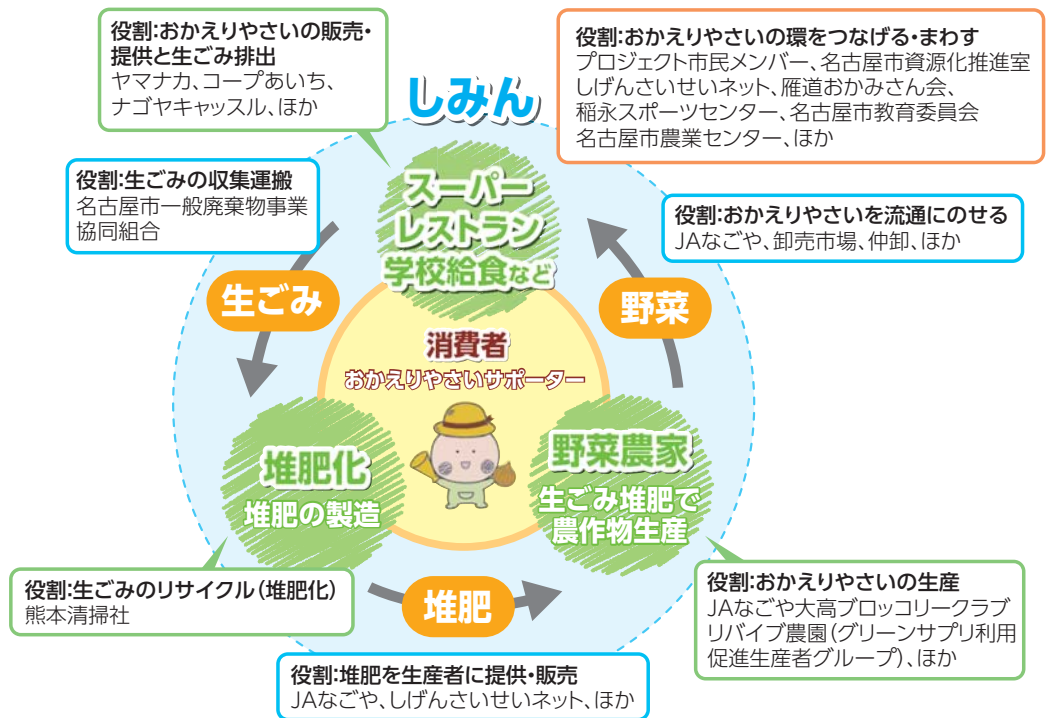 役割:おかえりやさいの販売・
提供と生ごみ排出
ヤマナカ、コープあいち、
ナゴヤキャッスル、ほか
役割:おかえりやさいの環をつなげる・まわす
プロジェクト市民メンバー、名古屋市資源化推進室
しげんさいせいネット、雁道おかみさん会、
稲永スポーツセンター、名古屋市教育委員会
名古屋市農業センター、ほか
しみん
役割:生ごみの収集運搬
名古屋市一般廃棄物事業
協同組合
スーパー
レストラン
学校給食など
役割:おかえりやさいを流通にのせる
JAなごや、卸売市場、仲卸、ほか
生ごみ
野菜
消費者
おかえりやさいサポーター
堆肥化
堆肥の製造
野菜農家
生ごみ堆肥で
農作物生産
役割:生ごみのリサイクル(堆肥化)
熊本清掃社
堆肥
役割:おかえりやさいの生産
JAなごや大高ブロッコリークラブ
リバイブ農園(グリーンサプリ利用
促進生産者グループ)、ほか
役割:堆肥を生産者に提供・販売
JAなごや、しげんさいせいネット、ほか